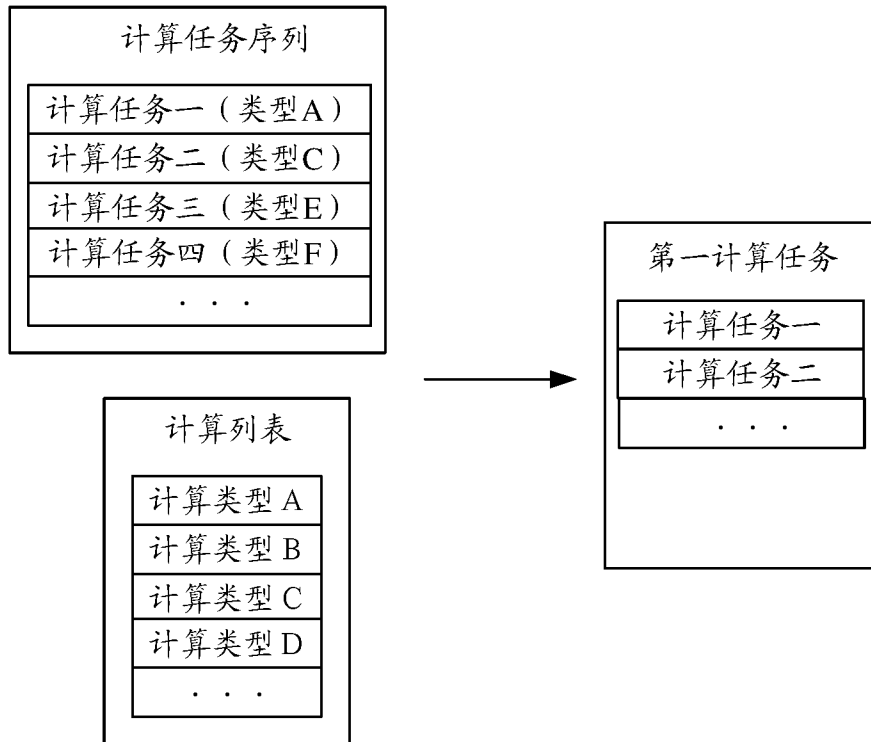 计算任务序列
计算任务一（类型A）
计算任务二（类型C）
计算任务三（类型E）
计算任务四（类型F）
. . .
计算列表
计算类型 A
计算类型 B
计算类型 C
计算类型 D
. . .
第一计算任务
计算任务一
计算任务二
. . .